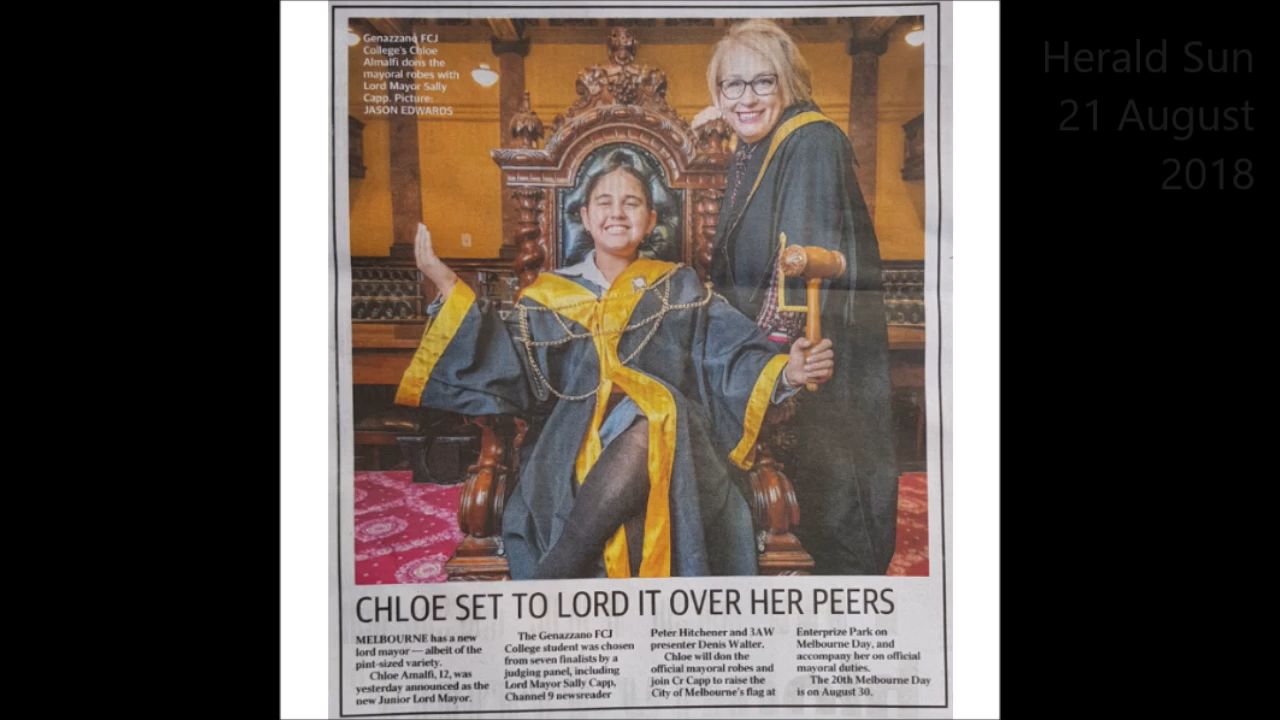 Genazzano FCJ
College's Chloe
Almalfi dons the
mayoral robes with
Lord Mayor Sally
Capp. Picture:
JASON EDWARDS
Herald Sun
21 August
2018
CHLOE SET TO LORD IT OVER HER PEERS
MELBOURNE has a new
lord mayor — albeit of the
pint-sized variety.
Chloe Amalfi, 12, was
yesterday announced as the
new Junior Lord Mayor.
The Genazzano FCJ
College student was chosen
from seven finalists by a
judging panel, including
Lord Mayor Sally Capp,
Channel 9 newsreader
Peter Hitchener and 3AW
presenter Denis Walter.
Chloe will don the
official mayoral robes and
join Cr Capp to raise the
City of Melbourne's flag at
Enterprize Park on
Melbourne Day, and
accompany her on official
mayoral duties.
The 20th Melbourne Day
is on August 30.